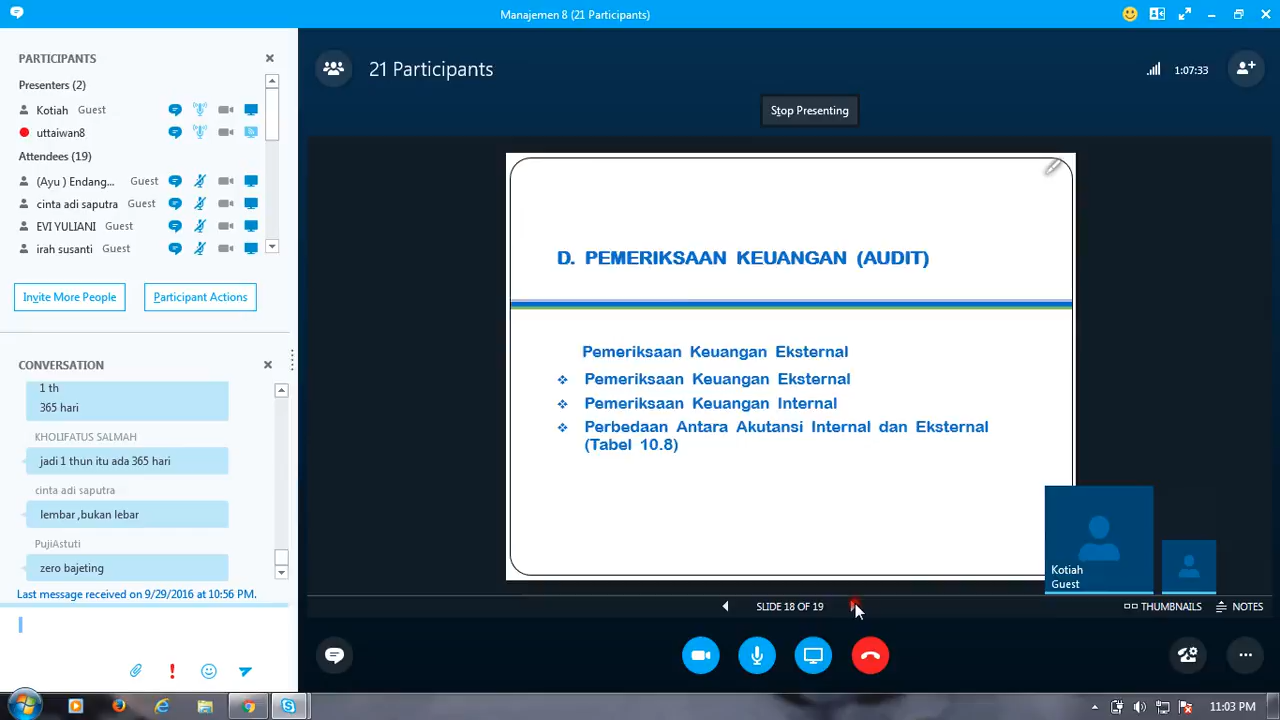 Manajemen 8 (21 Participants)
PARTICIPANTS
Presenters (2)
Kotiah Guest
uttaiwan8
Attendees (19)
(Ayu ) Endang... Guest
cinta adi saputra Guest
EVI YULIANI Guest
irah susanti Guest
Invite More People Participant Actions
CONVERSATION
1 th
365 hari
KHOLIFATUS SALMAH
jadi 1 thun itu ada 365 hari
cinta adi saputra
lembar ,bukan lebar
PujiAstuti
zero bajeting
Last message received on 9/29/2016 at 10:56 PM.
21 Participants
1:07:33
Stop Presenting
D. PEMERIKSAAN KEUANGAN (AUDIT)
Pemeriksaan Keuangan Eksternal
❖ Pemeriksaan Keuangan Eksternal
❖ Pemeriksaan Keuangan Internal
❖ Perbedaan Antara Akutansi Internal dan Eksternal
(Tabel 10.8)
Kotiah
Guest
SLIDE 18 OF 19
THUMBNAILS NOTES
11:03 PM